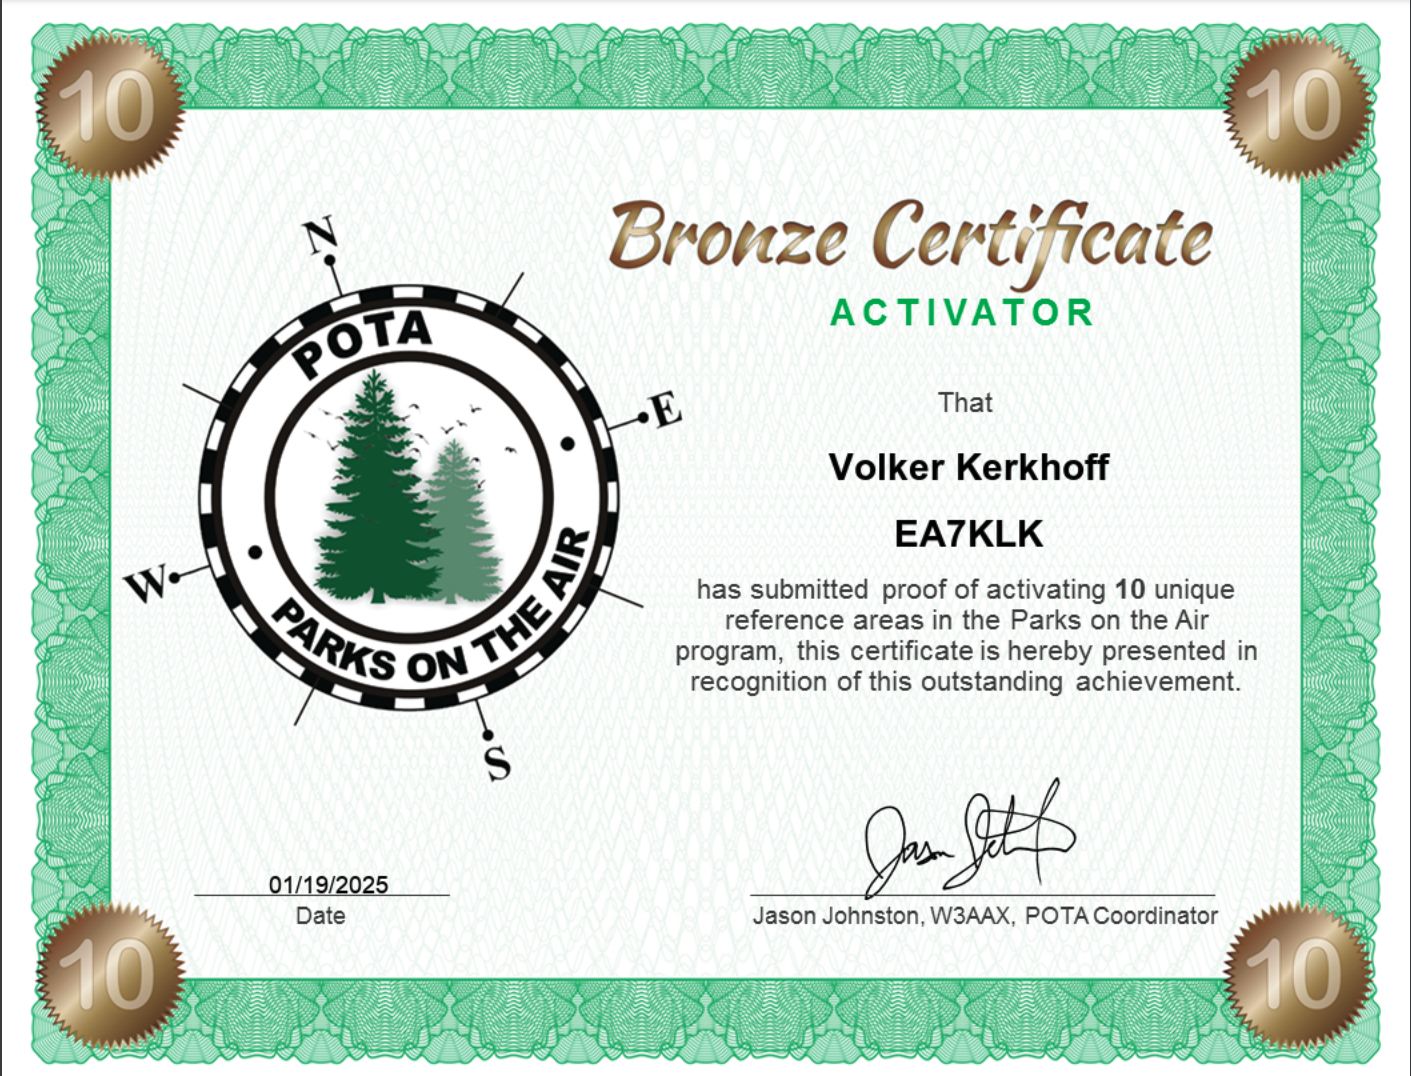 10
10
Bronze Certificate
ACTIVATOR
N
E
S
W
POTA
PARKS ON THE AIR
That
Volker Kerkhoff
EA7KLK
has submitted proof of activating 10 unique
reference areas in the Parks on the Air
program, this certificate is hereby presented in
recognition of this outstanding achievement.
01/19/2025
Date
Jason Johnston, W3AAX, POTA Coordinator
10
10